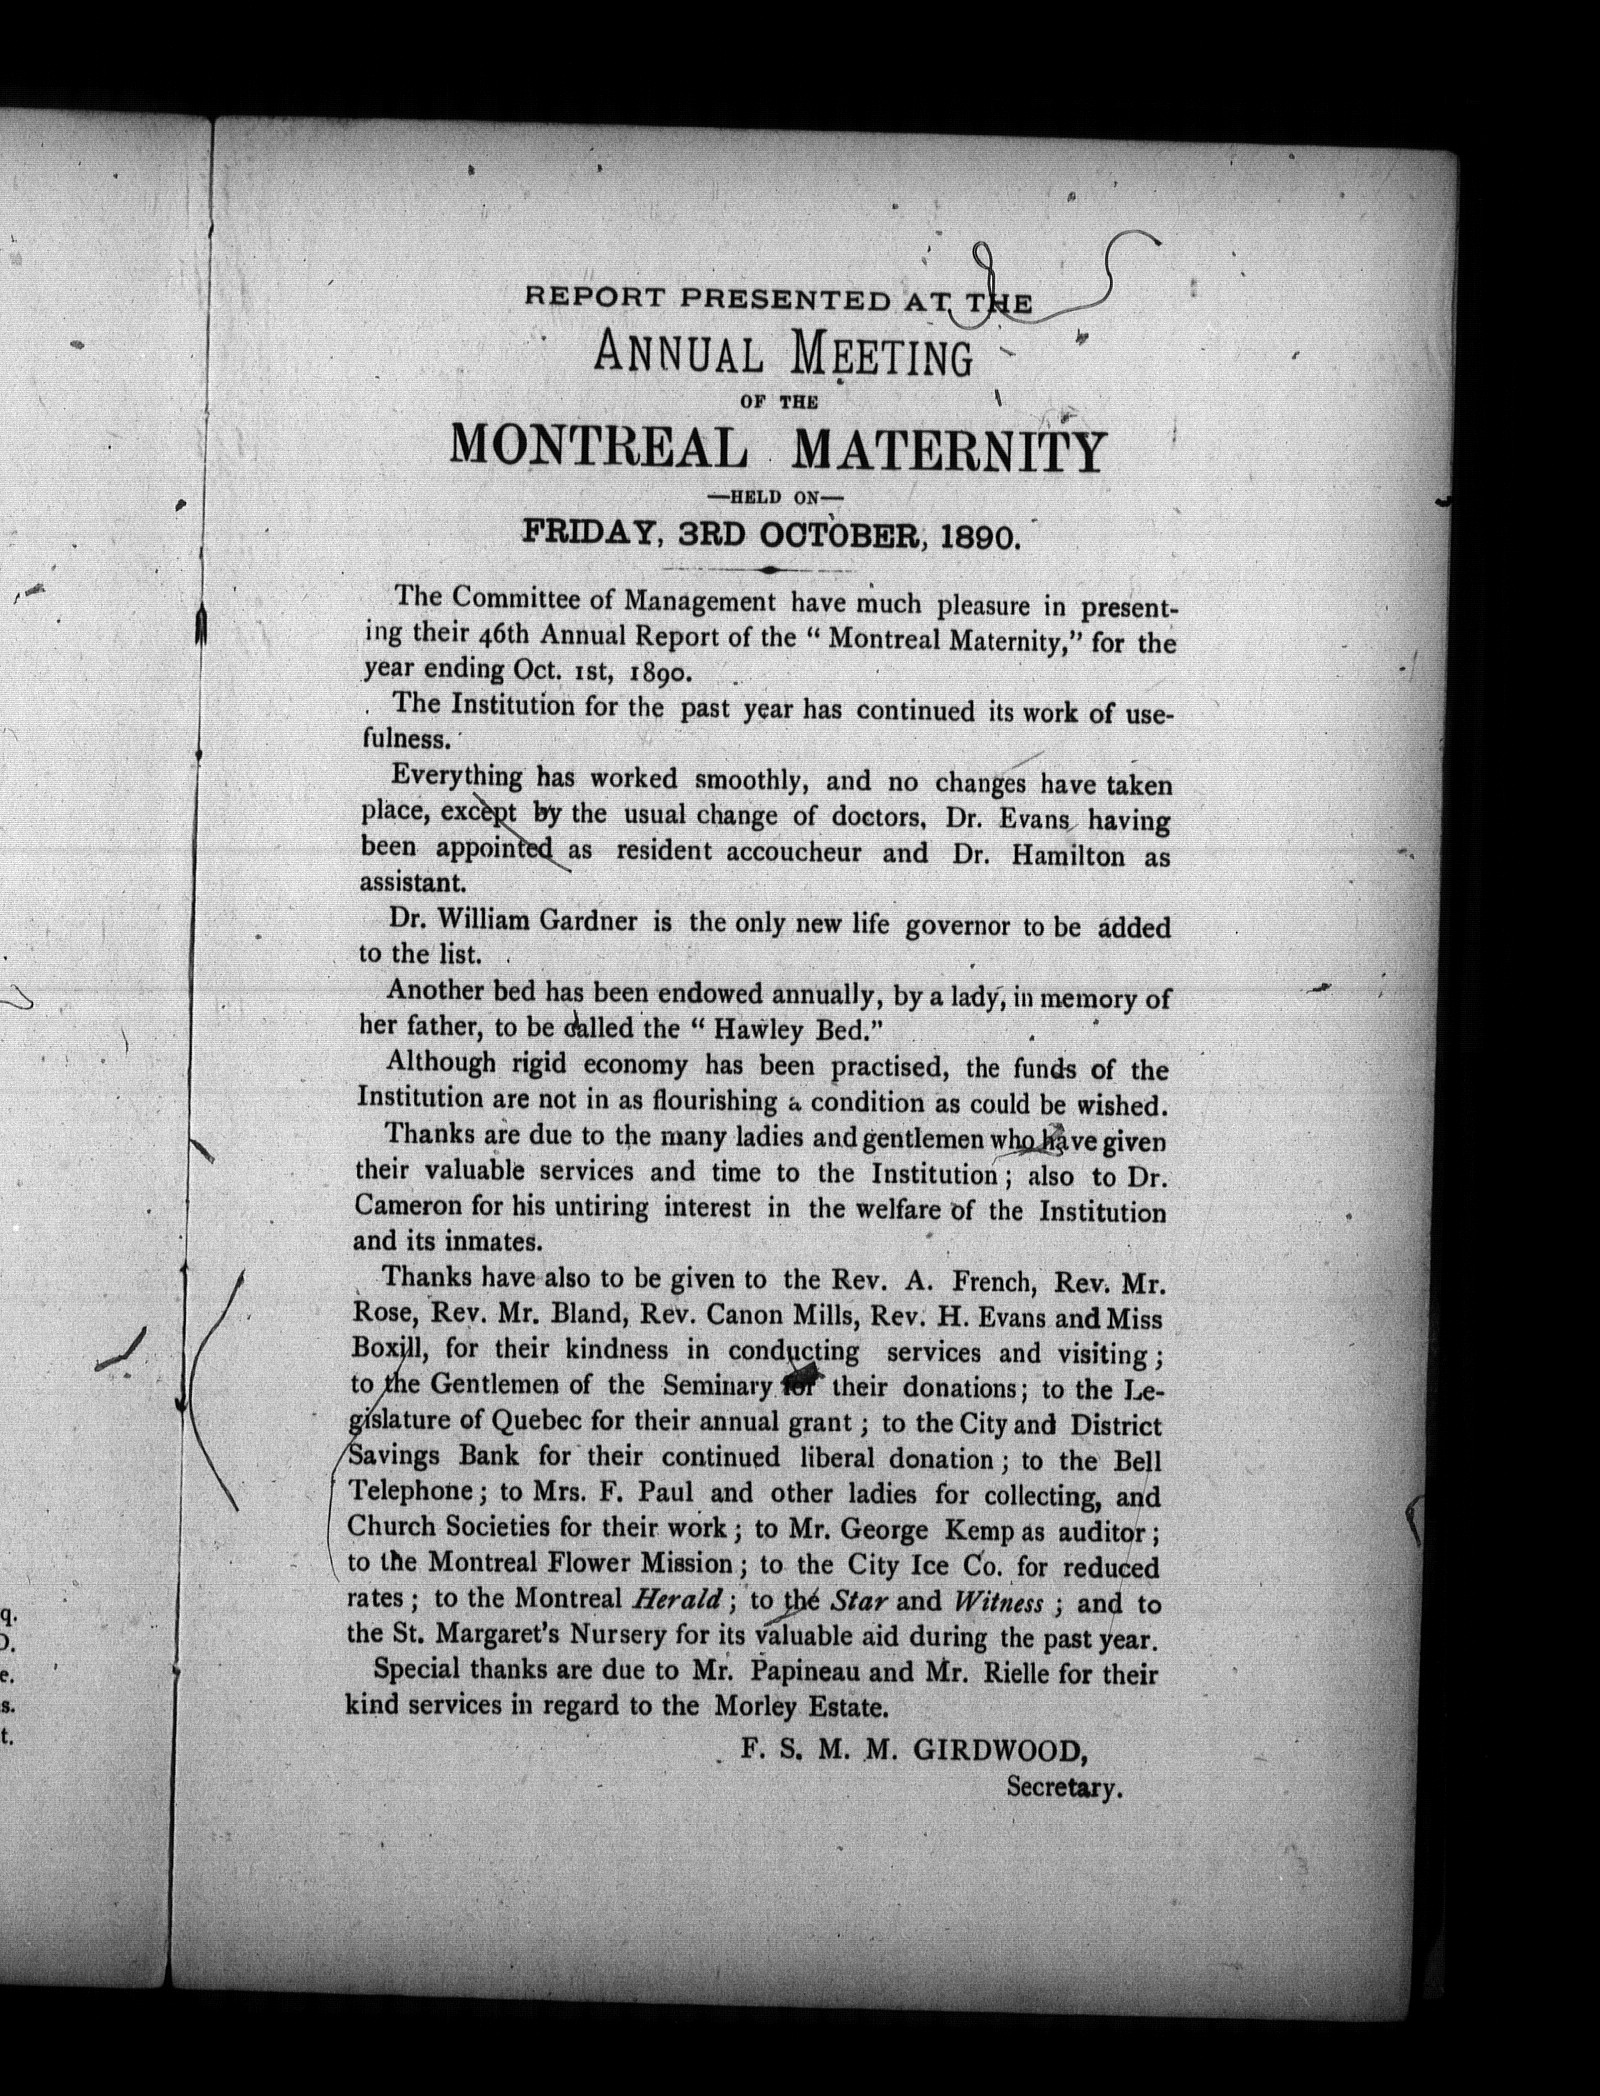 REPORT PRESENTED AT THE
ANNUAL MEETING
OF THE
MONTREAL MATERNITY
—HELD ON—
FRIDAY, 3RD OCTOBER, 1890.
The Committee of Management have much pleasure in present-
ing their 46th Annual Report of the “ Montreal Maternity,” for the
year ending Oct. 1st, 1890.
The Institution for the past year has continued its work of use-
fulness.
Everything has worked smoothly, and no changes have taken
place, except by the usual change of doctors, Dr. Evans having
been appointed as resident accoucheur and Dr. Hamilton as
assistant.
Dr. William Gardner is the only new life governor to be added
to the list.
Another bed has been endowed annually, by a lady, in memory of
her father, to be called the “ Hawley Bed.”
Although rigid economy has been practised, the funds of the
Institution are not in as flourishing a condition as could be wished.
Thanks are due to the many ladies and gentlemen who have given
their valuable services and time to the Institution ; also to Dr.
Cameron for his untiring interest in the welfare of the Institution
and its inmates.
Thanks have also to be given to the Rev. A. French, Rev. Mr.
Rose, Rev. Mr. Bland, Rev. Canon Mills, Rev. H. Evans and Miss
Boxill, for their kindness in conducting services and visiting ;
to the Gentlemen of the Seminary for their donations; to the Le-
gislature of Quebec for their annual grant ; to the City and District
Savings Bank for their continued liberal donation ; to the Bell
Telephone ; to Mrs. F. Paul and other ladies for collecting, and
Church Societies for their work ; to Mr. George Kemp as auditor ;
to the Montreal Flower Mission ; to the City Ice Co. for reduced
rates ; to the Montreal Herald ; to the Star and Witness ; and to
the St. Margaret's Nursery for its valuable aid during the past year.
Special thanks are due to Mr. Papineau and Mr. Rielle for their
kind services in regard to the Morley Estate.
F. S. M. M. GIRDWOOD,
Secretary.